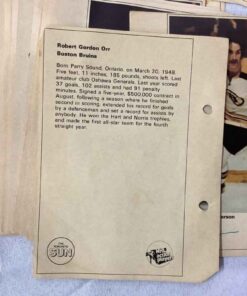 Robert Gordon Orr
Boston Bruins
Born Parry Sound, Ontario, on March 20, 1948.
Five feet, 11 inches, 185 pounds, shoots left. Last
amateur club Oshawa Generals. Last year scored
37 goals, 102 assists and had 91 penalty
minutes. Signed a five-year, $500,000 contract in
August, following a season where he finished
second in scoring, extended his record for goals
by a defenceman and set a record for assists by
anybody. He won the Hart and Norris trophies,
and made the first all-star team for the fourth
straight year.
THE
TORONTO
SUN
erson